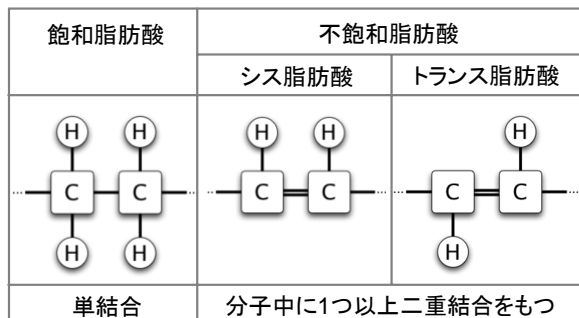 飽和脂肪酸
不飽和脂肪酸
シス脂肪酸
トランス脂肪酸
H H
C C
H H
H H
C C
H
C C
H
単結合
分子中に1つ以上二重結合をもつ